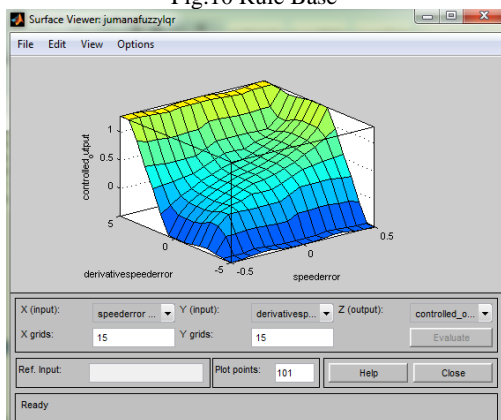 Fig.10 Rule Base
Surface Viewer: jumanafuzzylqr
File Edit View Options
1
0.5
0
controlled_output
5
0
-5
-0.5
0
0.5
derivativespeederror
speederror
X (input): speederror ... Y (input): derivativesp... Z (output): controlled_o...
X grids: 15 Y grids: 15 Evaluate
Ref. Input: Plot points: 101 Help Close
Ready